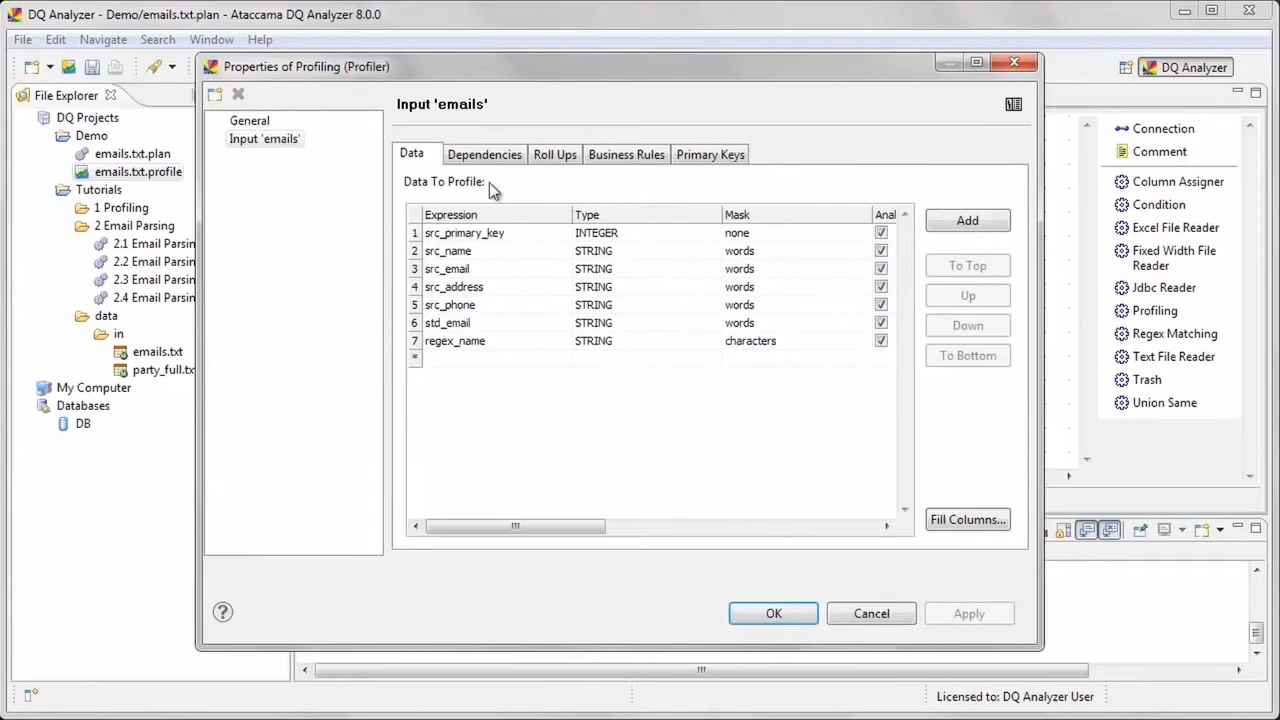 DQ Analyzer - Demo/emails.txt.plan - Ataccama DQ Analyzer 8.0.0
File Edit Navigate Search Window Help
DQ Analyzer
File Explorer
DQ Projects
Demo
emails.txt.plan
emails.txt.profile
Tutorials
1 Profiling
2 Email Parsing
2.1 Email Parsin
2.2 Email Parsin
2.3 Email Parsin
2.4 Email Parsin
data
in
emails.txt
party_full.tx
My Computer
Databases
DB
Properties of Profiling (Profiler)
General
Input 'emails'
Input 'emails'
Data Dependencies Roll Ups Business Rules Primary Keys
Data To Profile:
Expression Type Mask Anal
1 src_primary_key INTEGER none
2 src_name STRING words
3 src_email STRING words
4 src_address STRING words
5 src_phone STRING words
6 std_email STRING words
7 regex_name STRING characters
*
Add
To Top
Up
Down
To Bottom
Fill Columns...
OK Cancel Apply
Connection
Comment
Column Assigner
Condition
Excel File Reader
Fixed Width File
Reader
Jdbc Reader
Profiling
Regex Matching
Text File Reader
Trash
Union Same
Licensed to: DQ Analyzer User